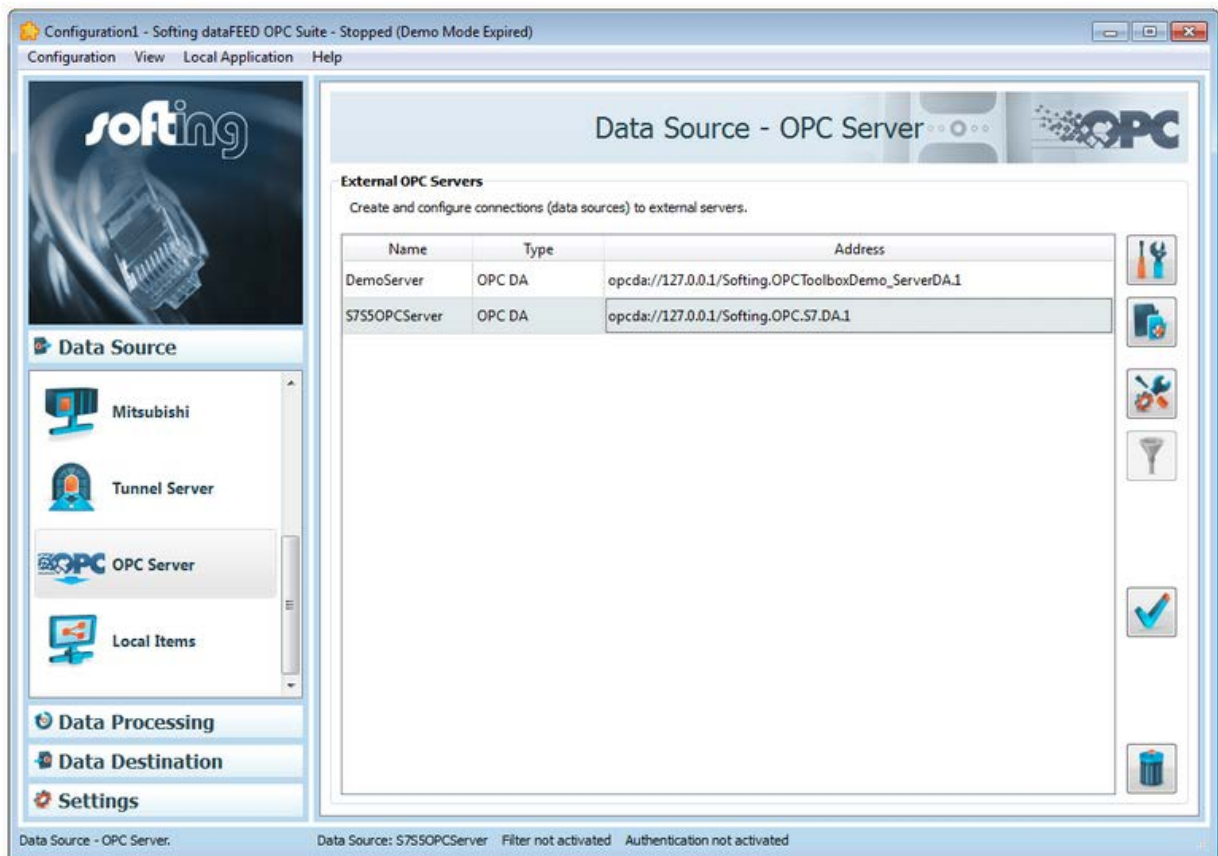 Configuration1 - Softing dataFEED OPC Suite - Stopped (Demo Mode Expired)
Configuration View Local Application Help
softing
Data Source - OPC Server
OPC
External OPC Servers
Create and configure connections (data sources) to external servers.
Name Type Address
DemoServer OPC DA opcda://127.0.0.1/Softing.OPCToolboxDemo_ServerDA.1
S7S5OPCServer OPC DA opcda://127.0.0.1/Softing.OPC.S7.DA.1
Data Source
Mitsubishi
Tunnel Server
OPC OPC Server
Local Items
Data Processing
Data Destination
Settings
Data Source - OPC Server. Data Source: S7S5OPCServer Filter not activated Authentication not activated